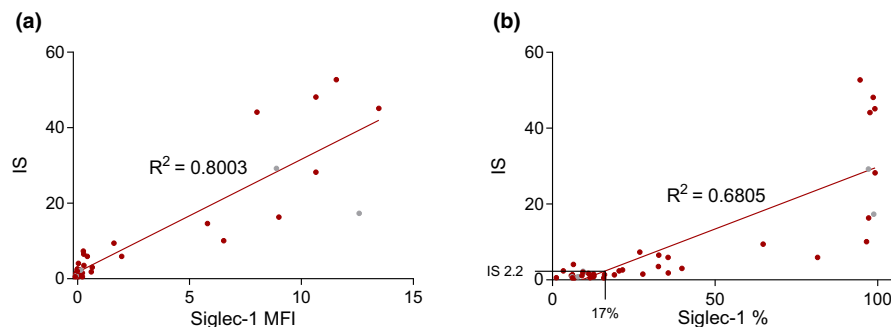 (a)
60
40
20
0
IS
R² = 0.8003
0
5
10
15
Siglec-1 MFI
(b)
60
40
20
0
IS
IS 2.2
R² = 0.6805
0
17%
50
100
Siglec-1 %